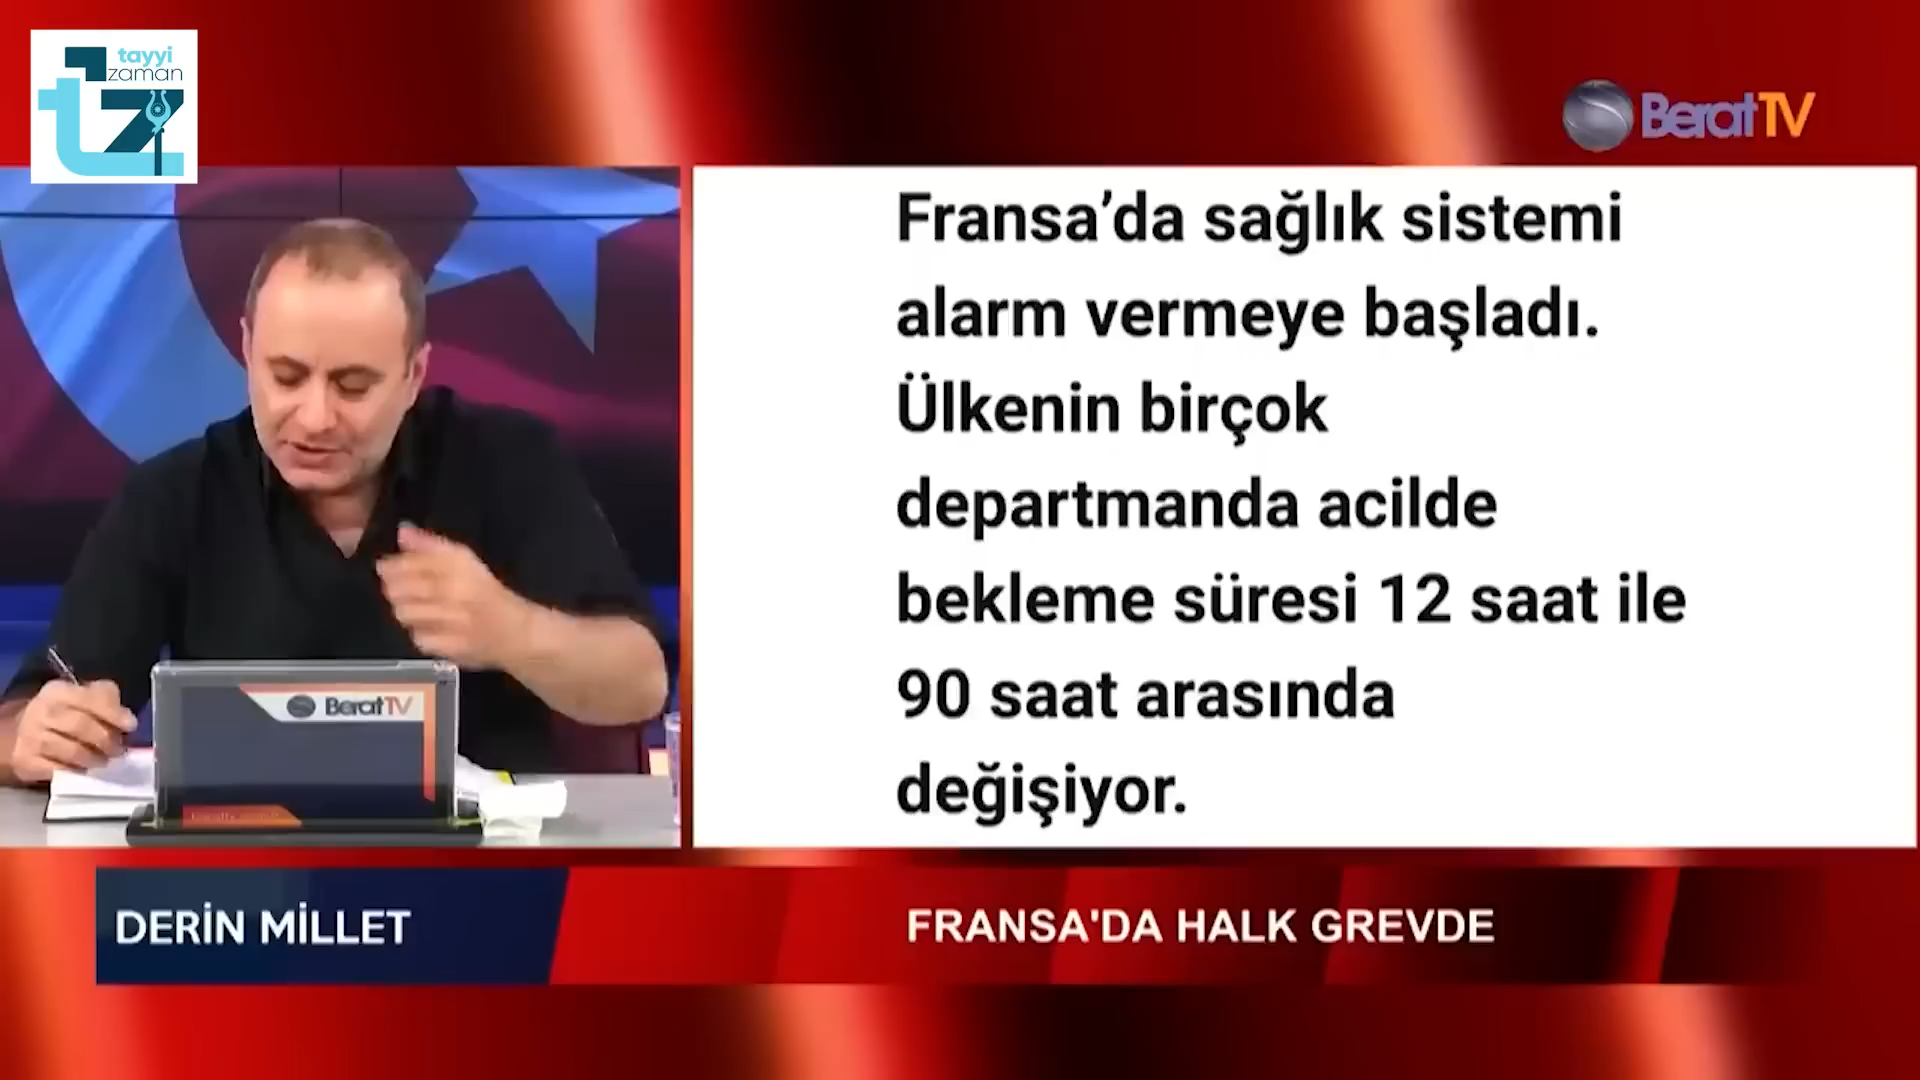 tayyi
zaman
tz
BeratTV
Fransa’da sağlık sistemi
alarm vermeye başladı.
Ülkenin birçok
departmanda acilde
bekleme süresi 12 saat ile
90 saat arasında
değişiyor.
BeratTV
DERİN MİLLET
FRANSA'DA HALK GREVDE